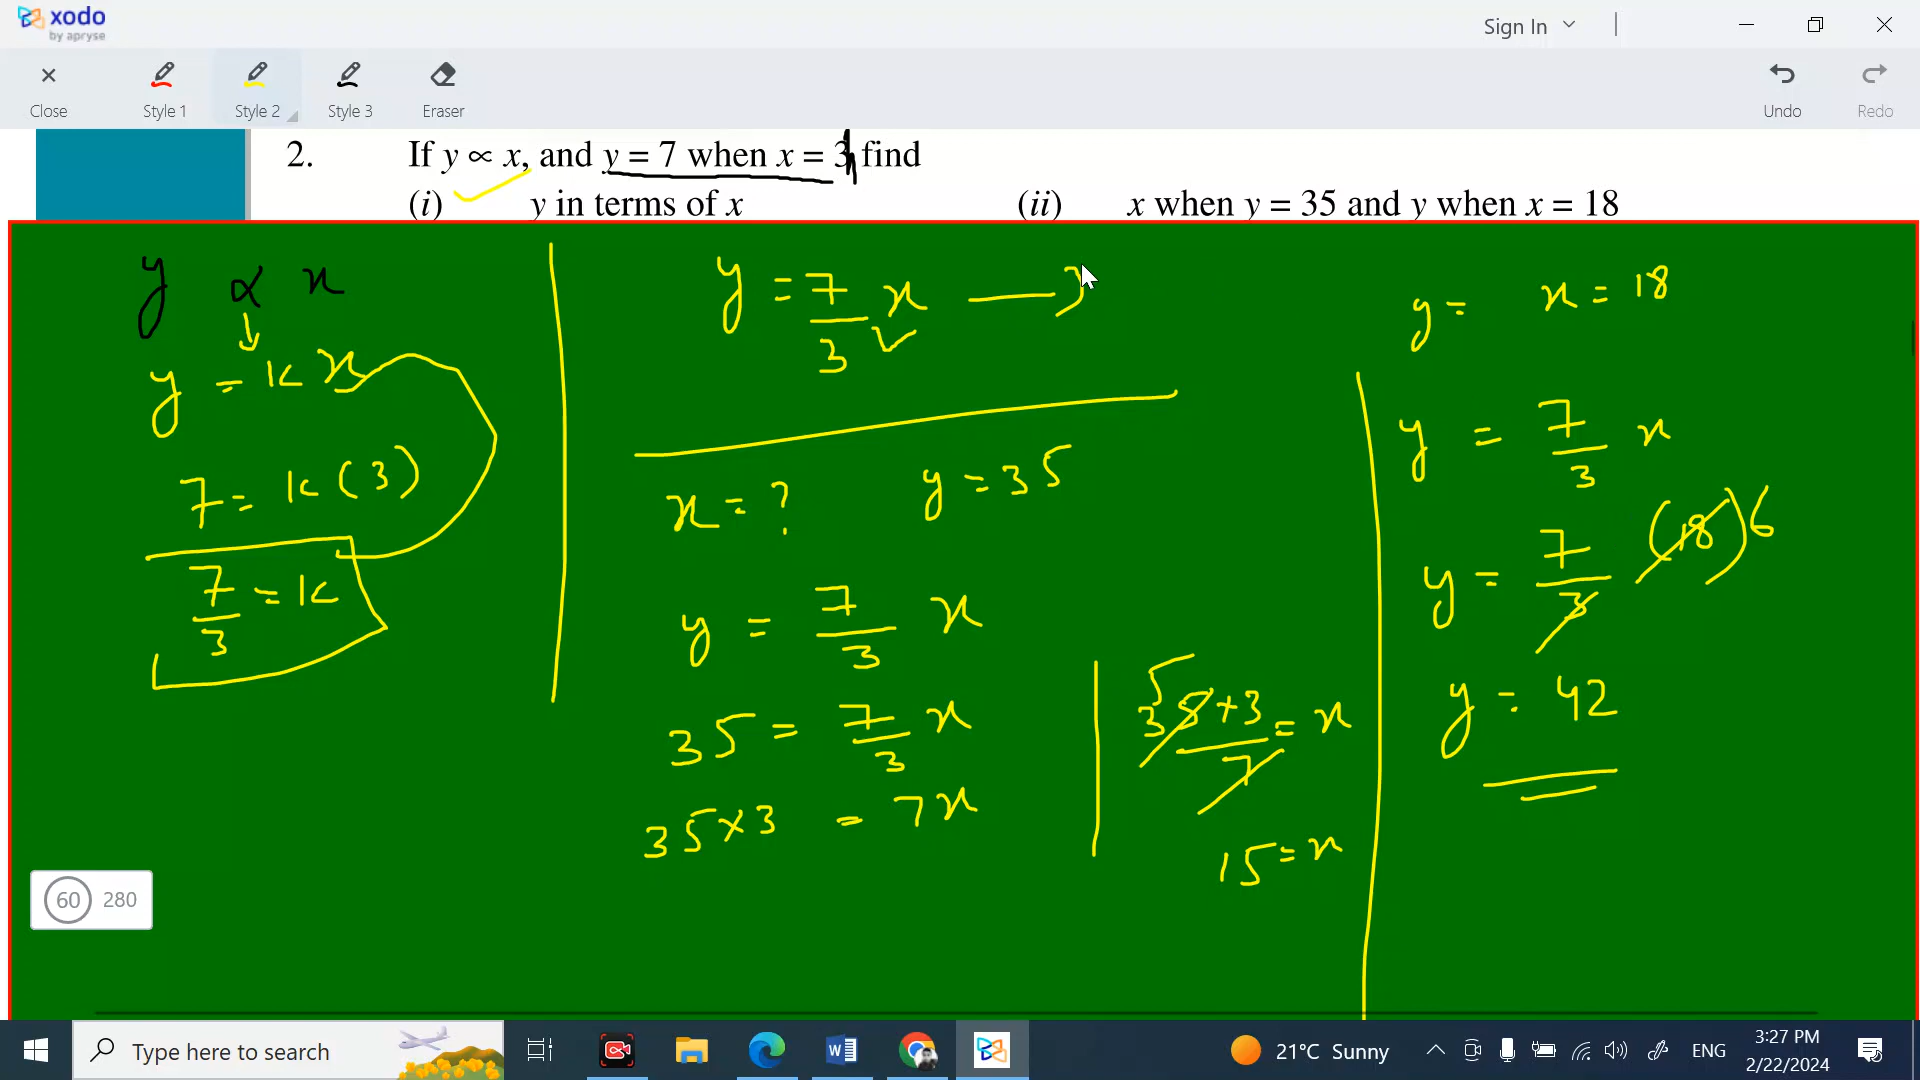 xodo
by apryse
Sign In
Close
Style 1
Style 2
Style 3
Eraser
Undo
Redo
2. If y ∝ x, and y = 7 when x = 3, find
(i) y in terms of x (ii) x when y = 35 and y when x = 18
y ∝ x
y = kx
7 = k(3)
7/3 = k
y = 7/3 x
x = ? y = 35
y = 7/3 x
35 = 7/3 x
35×3 = 7x
5
35×3/7 = x
15 = x
y = x = 18
y = 7/3 x
y = 7/3 (18) 6
y = 42
60 280
Type here to search
21°C Sunny
ENG
3:27 PM
2/22/2024